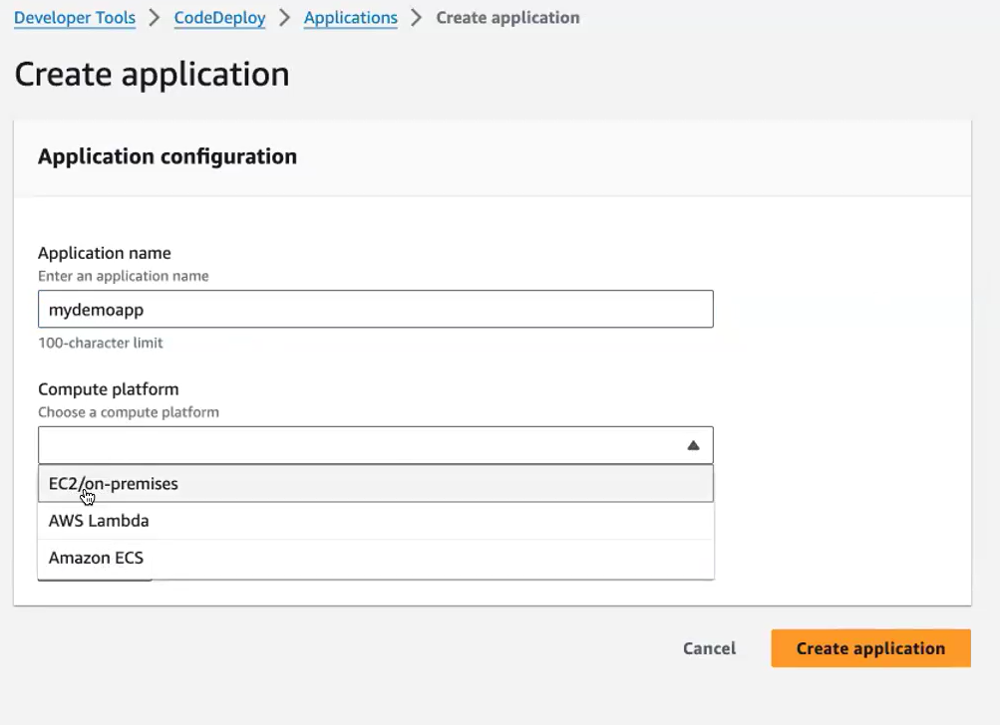 Developer Tools > CodeDeploy > Applications > Create application
Create application
Application configuration
Application name
Enter an application name
mydemoapp
100-character limit
Compute platform
Choose a compute platform
EC2/on-premises
AWS Lambda
Amazon ECS
Cancel Create application